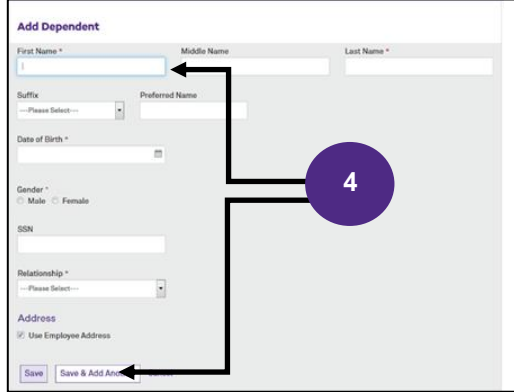 Add Dependent
First Name * Middle Name Last Name *
Suffix Preferred Name
---Please Select---
Date of Birth *
4
Gender *
Male Female
SSN
Relationship *
---Please Select---
Address
Use Employee Address
Save Save & Add